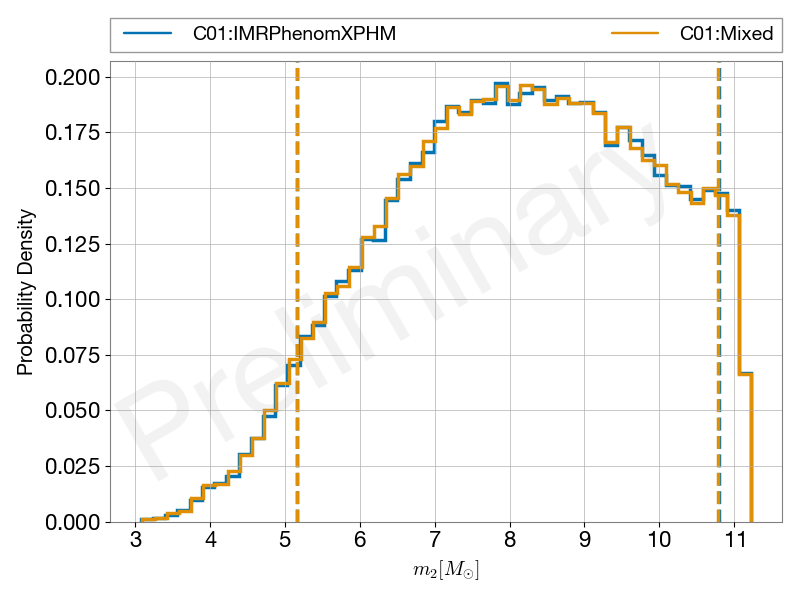 C01:IMRPhenomXPHM C01:Mixed
0.200
0.175
0.150
0.125
0.100
0.075
0.050
0.025
0.000
Probability Density
Preliminary
3 4 5 6 7 8 9 10 11
m₂[M⊙]